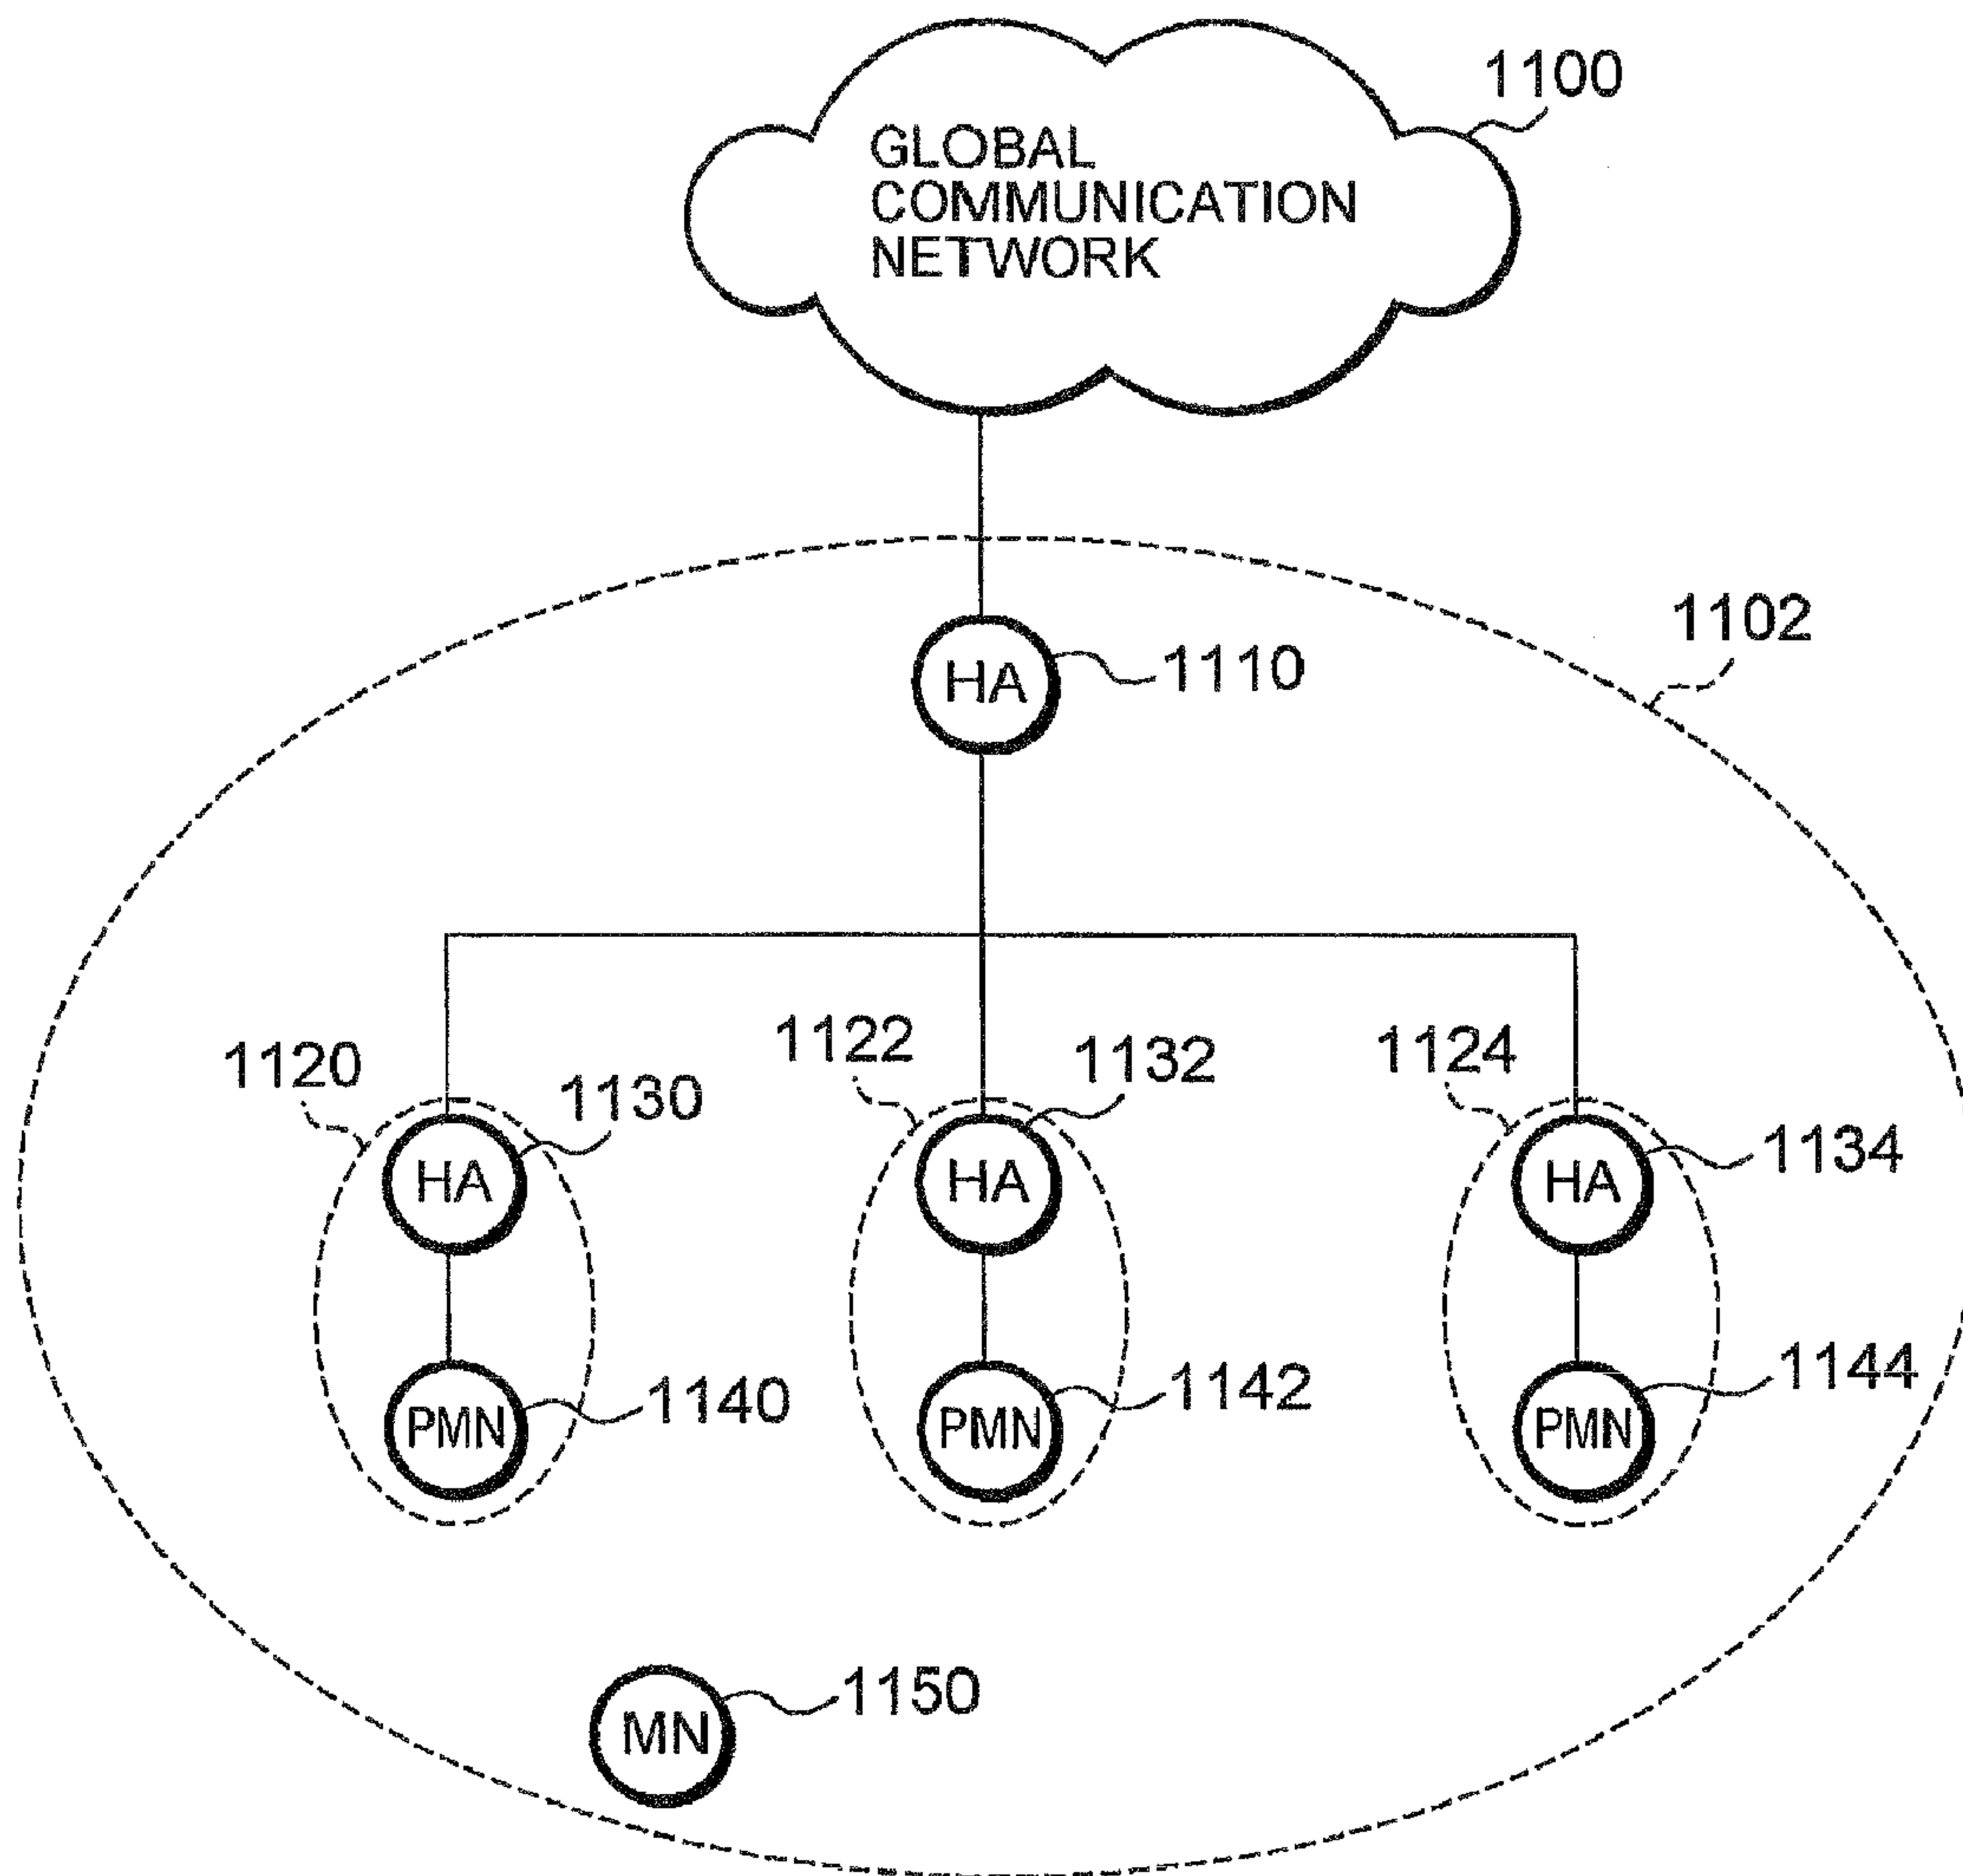 1100
GLOBAL
COMMUNICATION
NETWORK
1102
HA
1110
1120
1130
1122
1132
1124
1134
HA
HA
HA
PMN
1140
PMN
1142
PMN
1144
MN
1150